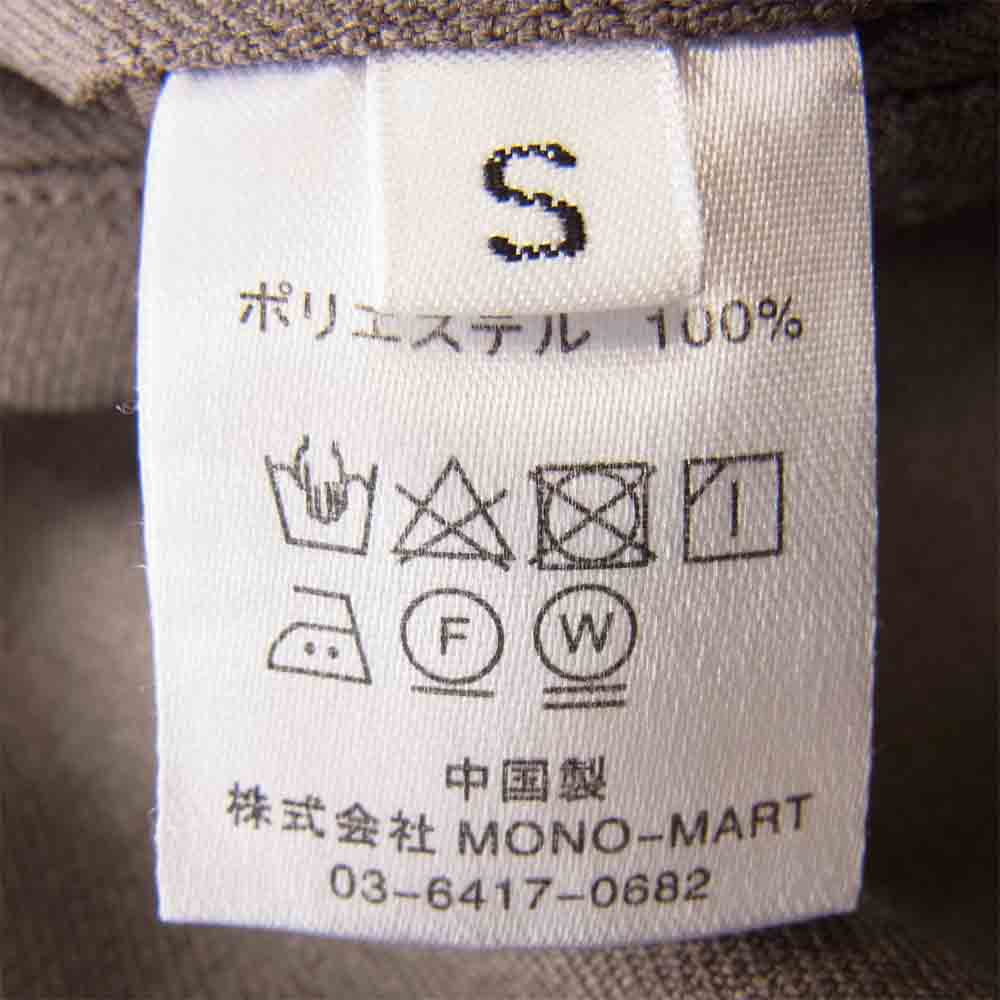 S
ポリエステル 100%
F W
中国製
株式会社 MONO-MART
03-6417-0682